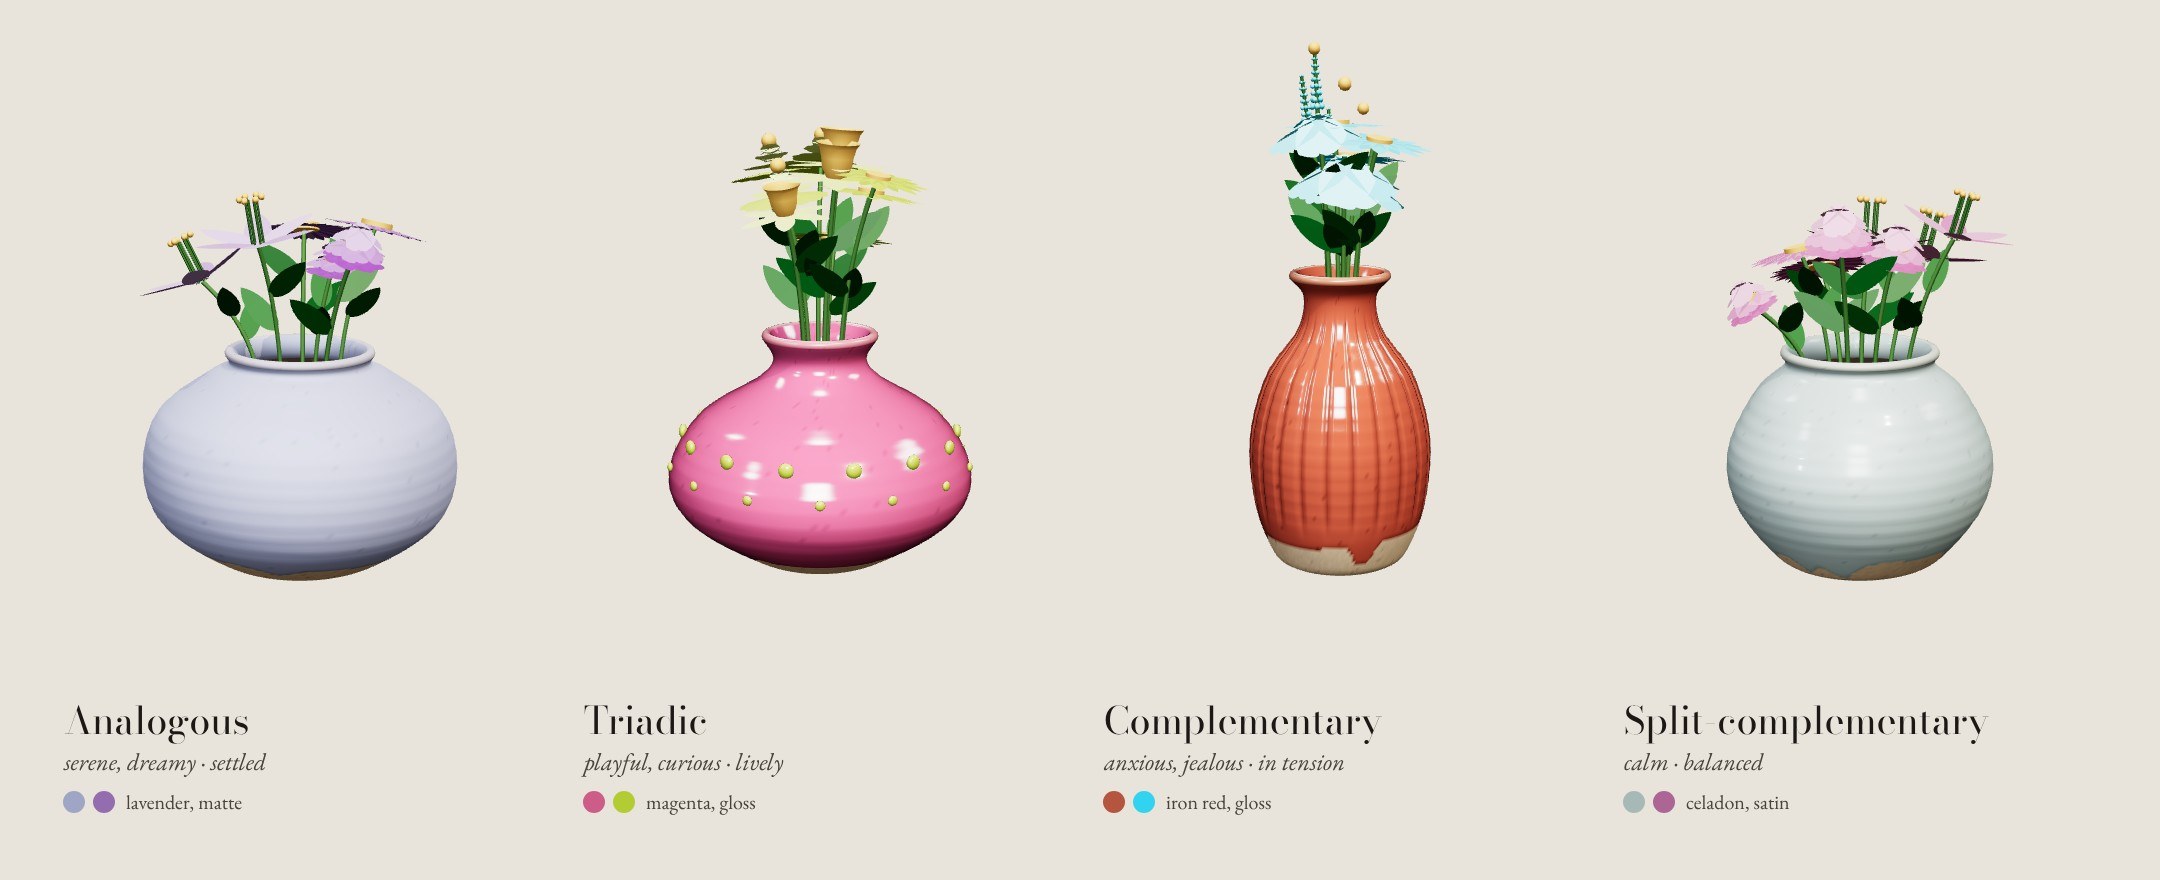 Analogous
serene, dreamy · settled
lavender, matte
Triadic
playful, curious · lively
magenta, gloss
Complementary
anxious, jealous · in tension
iron red, gloss
Split-complementary
calm · balanced
celadon, satin